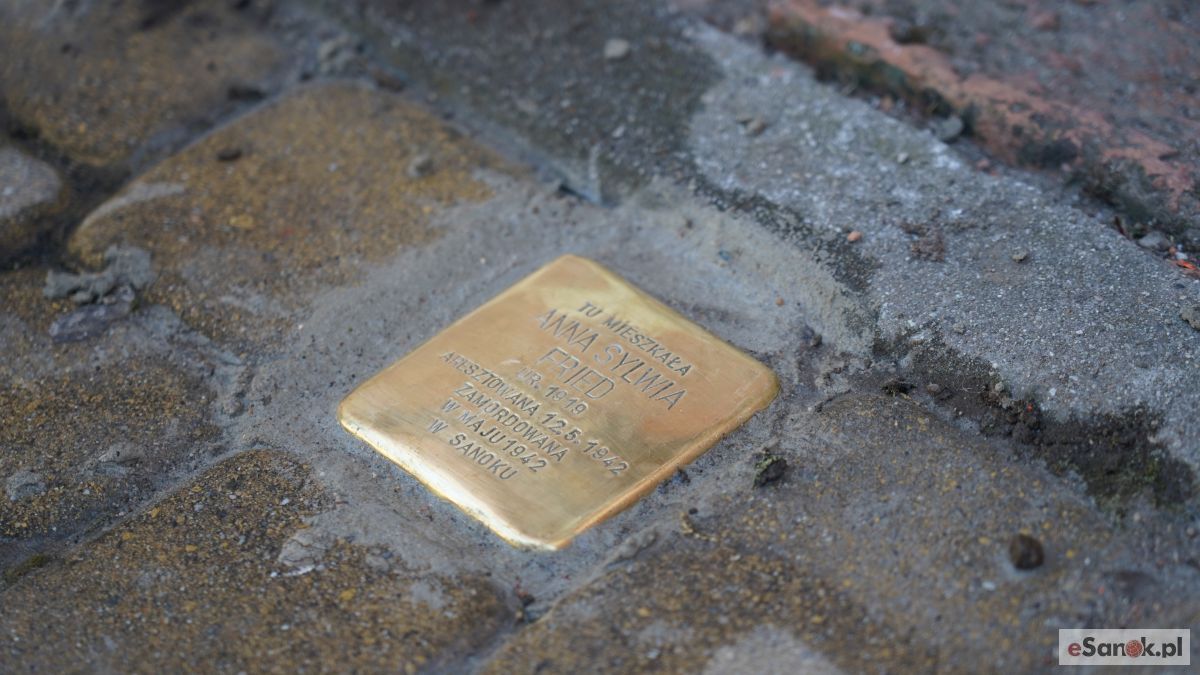 TU MIESZKAŁA
ANNA SYLWIA
FRIED
UR. 1919
ARESZTOWANA 12.5.1942
ZAMORDOWANA
W MAJU 1942
W SANOKU
eSanok.pl